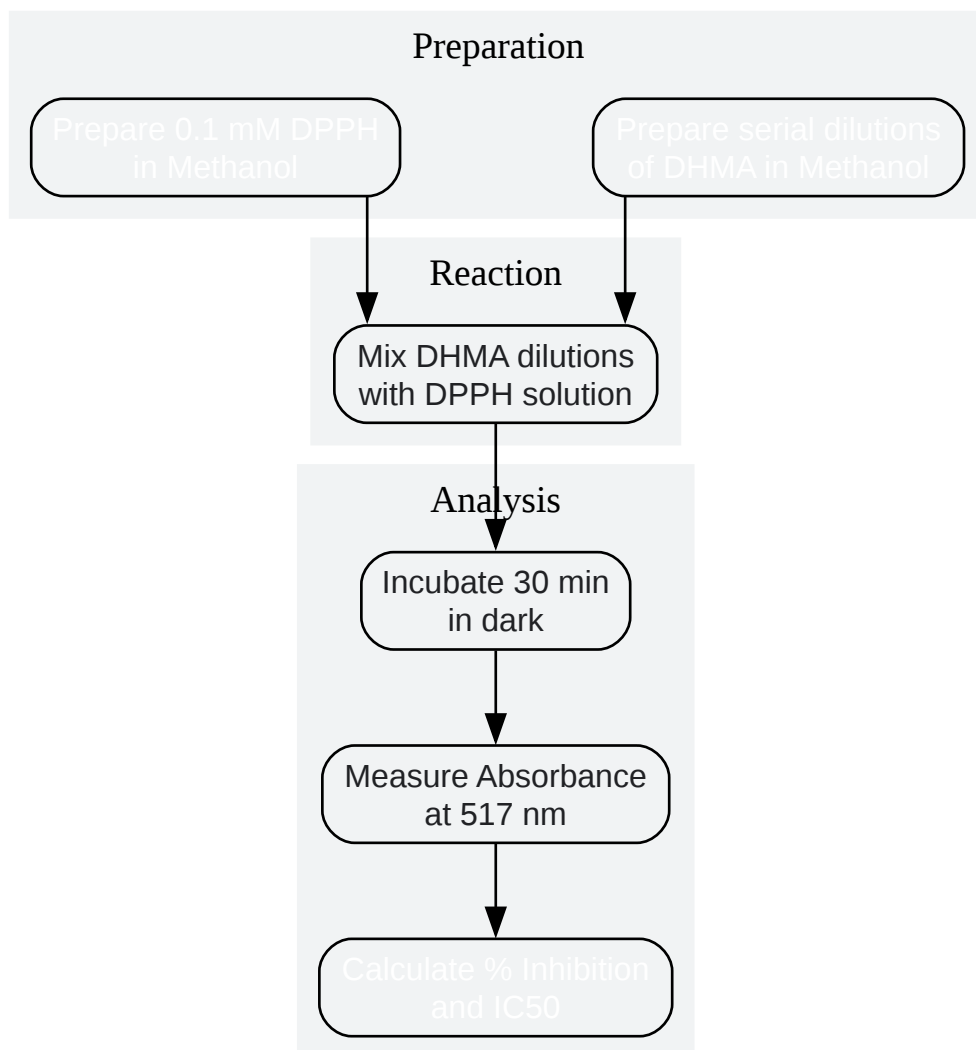 Preparation
Prepare 0.1 mM DPPH
in Methanol
Prepare serial dilutions
of DHMA in Methanol
Reaction
Mix DHMA dilutions
with DPPH solution
Analysis
Incubate 30 min
in dark
Measure Absorbance
at 517 nm
Calculate % Inhibition
and IC50